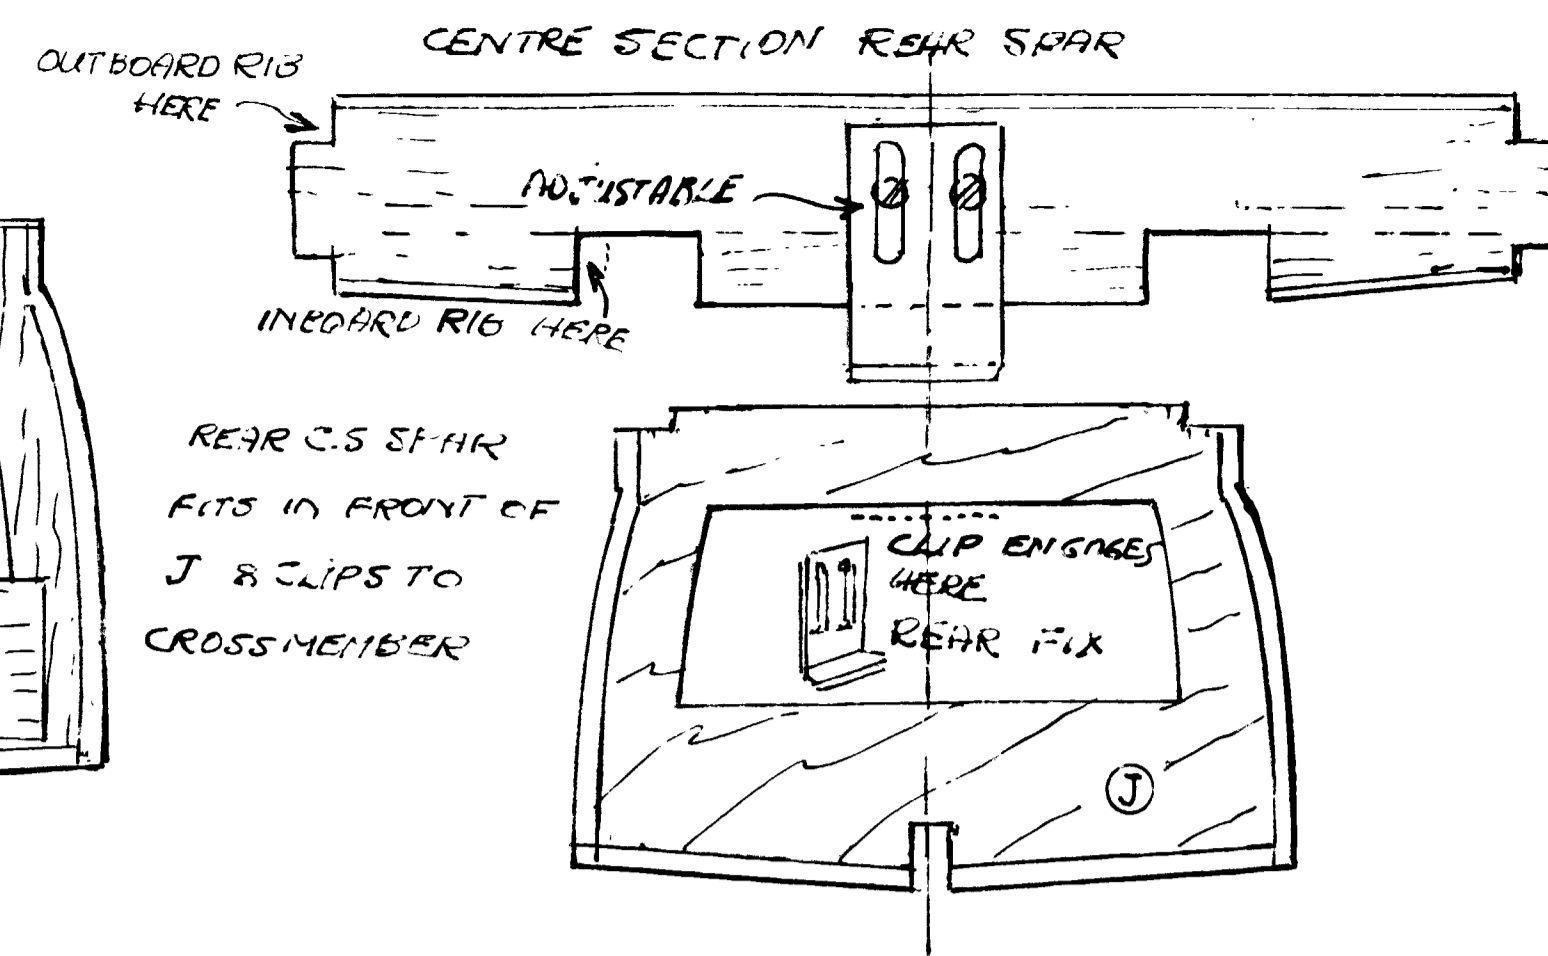 CENTRE SECTION REAR SPAR
OUTBOARD RIB
HERE
ADJUSTABLE
INBOARD RIB HERE
REAR C.S SPAR
FITS IN FRONT OF
J & CLIPS TO
CROSSMEMBER
CLIP ENGAGES
HERE
REAR FIX
J